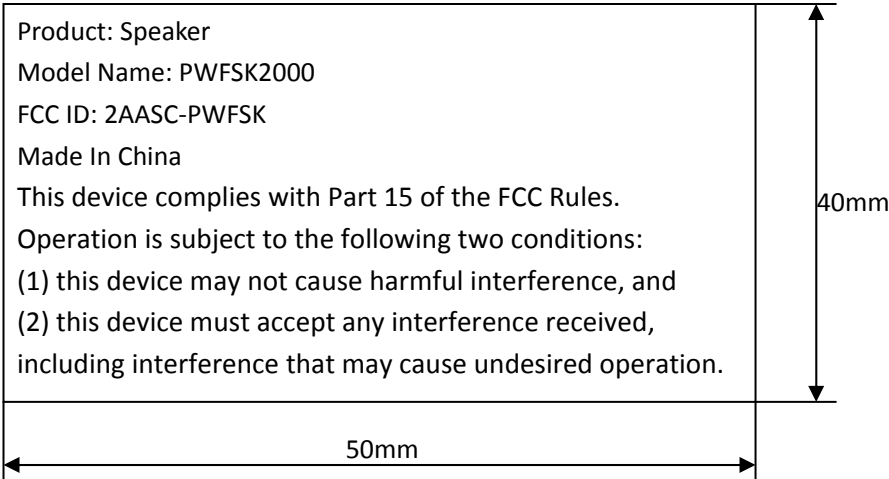 Product: Speaker
Model Name: PWFSK2000
FCC ID: 2AASC-PWFSK
Made In China
This device complies with Part 15 of the FCC Rules.
Operation is subject to the following two conditions:
(1) this device may not cause harmful interference, and
(2) this device must accept any interference received,
including interference that may cause undesired operation.
40mm
50mm